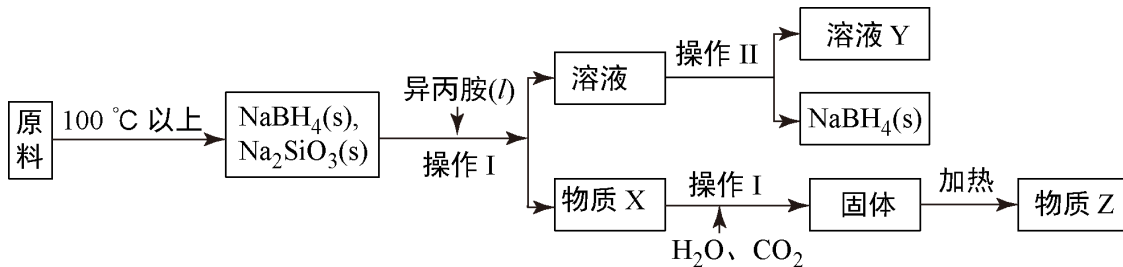 原料
100 ℃ 以上
NaBH₄(s),
Na₂SiO₃(s)
异丙胺(l)
操作 I
溶液
操作 II
溶液 Y
NaBH₄(s)
物质 X
操作 I
H₂O、CO₂
固体
加热
物质 Z